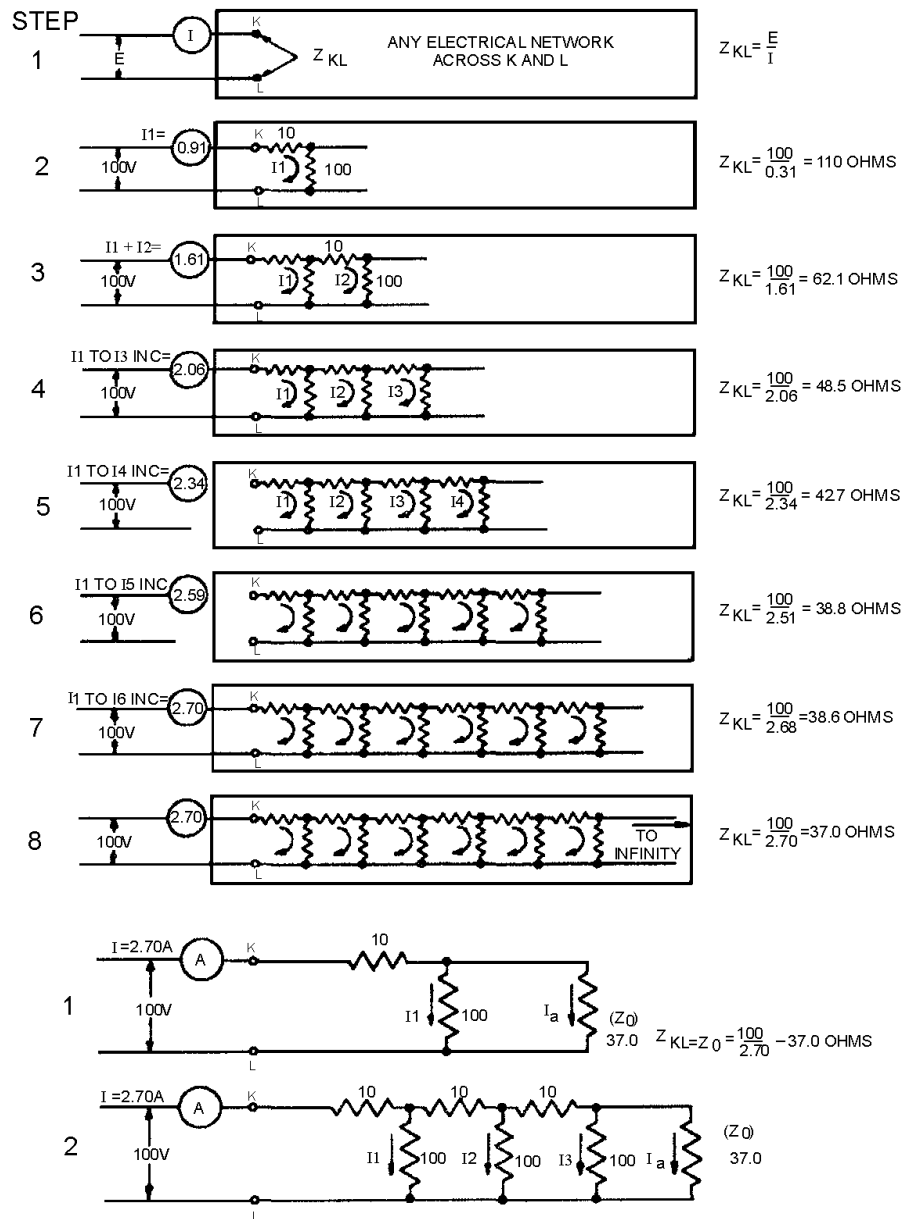 STEP
1
E
I
K
L
Z KL
ANY ELECTRICAL NETWORK
ACROSS K AND L
Z KL = E/I
2
I1=
0.91
100V
K
L
10
I1
100
Z KL = 100/0.31 = 110 OHMS
3
I1 + I2=
1.61
100V
K
L
10
I1
I2
100
Z KL = 100/1.61 = 62.1 OHMS
4
I1 TO I3 INC=
2.06
100V
K
L
I1
I2
I3
Z KL = 100/2.06 = 48.5 OHMS
5
I1 TO I4 INC=
2.34
100V
K
L
I1
I2
I3
I4
Z KL = 100/2.34 = 42.7 OHMS
6
I1 TO I5 INC
2.59
100V
K
L
Z KL = 100/2.51 = 38.8 OHMS
7
I1 TO I6 INC=
2.70
100V
K
L
Z KL = 100/2.68 =38.6 OHMS
8
2.70
100V
K
L
TO
INFINITY
Z KL = 100/2.70 =37.0 OHMS
1
I =2.70A
A
K
L
100V
10
I1
100
I a
(Z0)
37.0
Z KL=Z 0 = 100/2.70 –37.0 OHMS
2
I =2.70A
A
K
L
100V
10
10
10
I1
100
I2
100
I3
100
I a
(Z0)
37.0